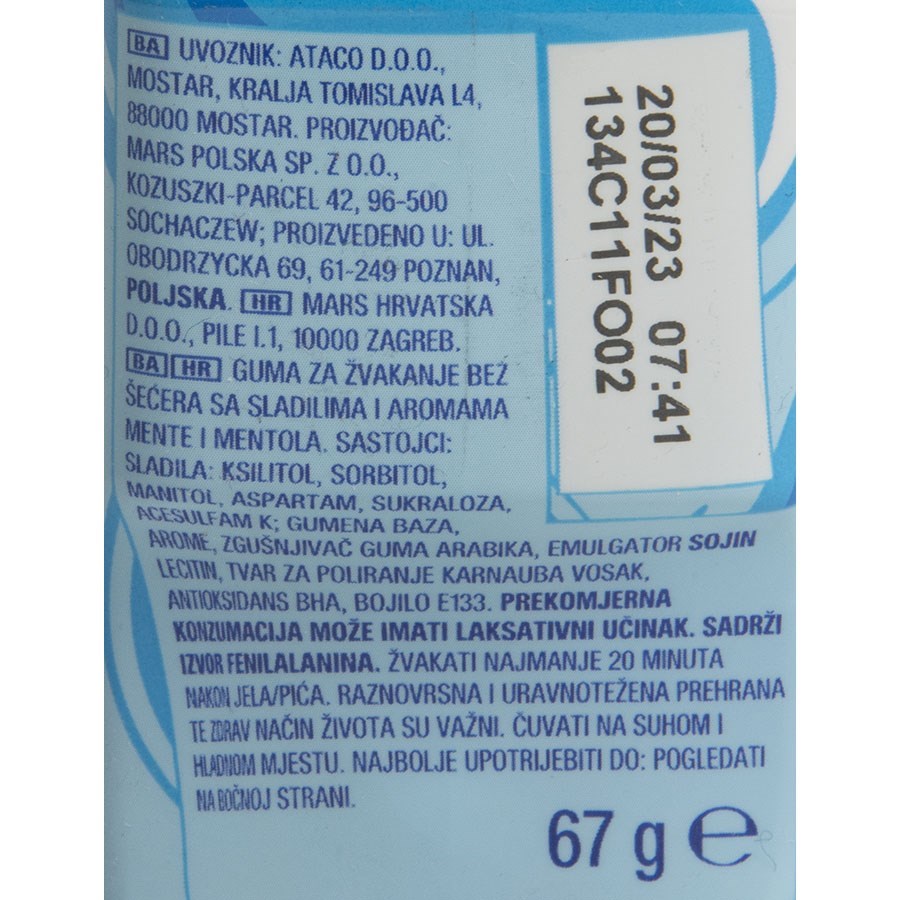 BA UVOZNIK: ATACO D.O.O.,
MOSTAR, KRALJA TOMISLAVA L4,
88000 MOSTAR. PROIZVOĐAČ:
MARS POLSKA SP. Z O.O.,
KOZUSZKI-PARCEL 42, 96-500
SOCHACZEW; PROIZVEDENO U: UL.
OBODRZYCKA 69, 61-249 POZNAN,
POLJSKA. HR MARS HRVATSKA
D.O.O., PILE I.1, 10000 ZAGREB.
BA HR GUMA ZA ŽVAKANJE BEZ
ŠEĆERA SA SLADILIMA I AROMAMA
MENTE I MENTOLA. SASTOJCI:
SLADILA: KSILITOL, SORBITOL,
MANITOL, ASPARTAM, SUKRALOZA,
ACESULFAM K; GUMENA BAZA,
AROME, ZGUŠNJIVAČ GUMA ARABIKA, EMULGATOR SOJIN
LECITIN, TVAR ZA POLIRANJE KARNAUBA VOSAK,
ANTIOKSIDANS BHA, BOJILO E133. PREKOMJERNA
KONZUMACIJA MOŽE IMATI LAKSATIVNI UČINAK. SADRŽI
IZVOR FENILALANINA. ŽVAKATI NAJMANJE 20 MINUTA
NAKON JELA/PIĆA. RAZNOVRSNA I URAVNOTEŽENA PREHRANA
TE ZDRAV NAČIN ŽIVOTA SU VAŽNI. ČUVATI NA SUHOM I
HLADNOM MJESTU. NAJBOLJE UPOTRIJEBITI DO: POGLEDATI
NA BOČNOJ STRANI.
67 g e
20/03/23 07:41
134C11FO02